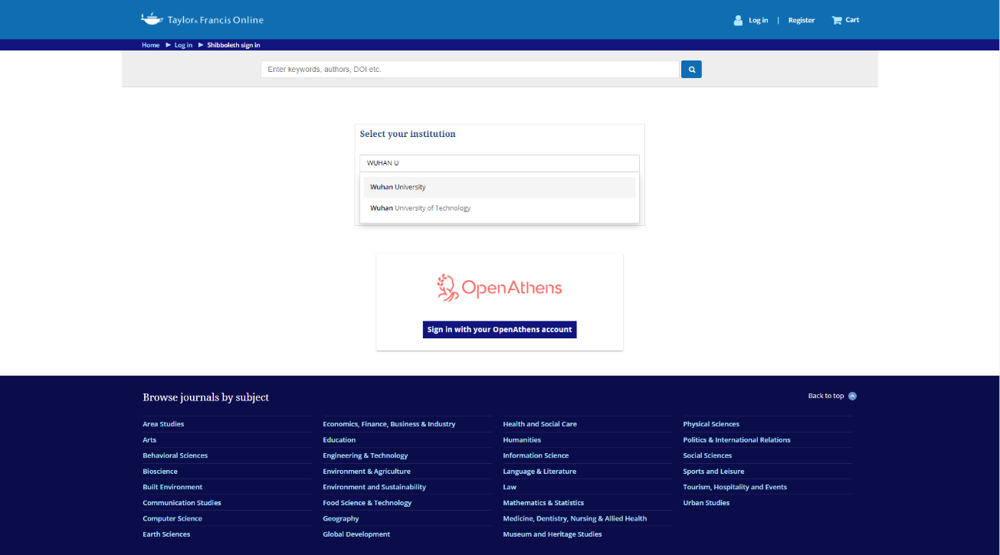 Taylor & Francis Online
Log in | Register Cart
Home Log in Shibboleth sign in
Enter keywords, authors, DOI etc.
Select your institution
WUHAN U
Wuhan University
Wuhan University of Technology
OpenAthens
Sign in with your OpenAthens account
Browse journals by subject
Back to top
Area Studies
Arts
Behavioral Sciences
Bioscience
Built Environment
Communication Studies
Computer Science
Earth Sciences
Economics, Finance, Business & Industry
Education
Engineering & Technology
Environment & Agriculture
Environment and Sustainability
Food Science & Technology
Geography
Global Development
Health and Social Care
Humanities
Information Science
Language & Literature
Law
Mathematics & Statistics
Medicine, Dentistry, Nursing & Allied Health
Museum and Heritage Studies
Physical Sciences
Politics & International Relations
Social Sciences
Sports and Leisure
Tourism, Hospitality and Events
Urban Studies